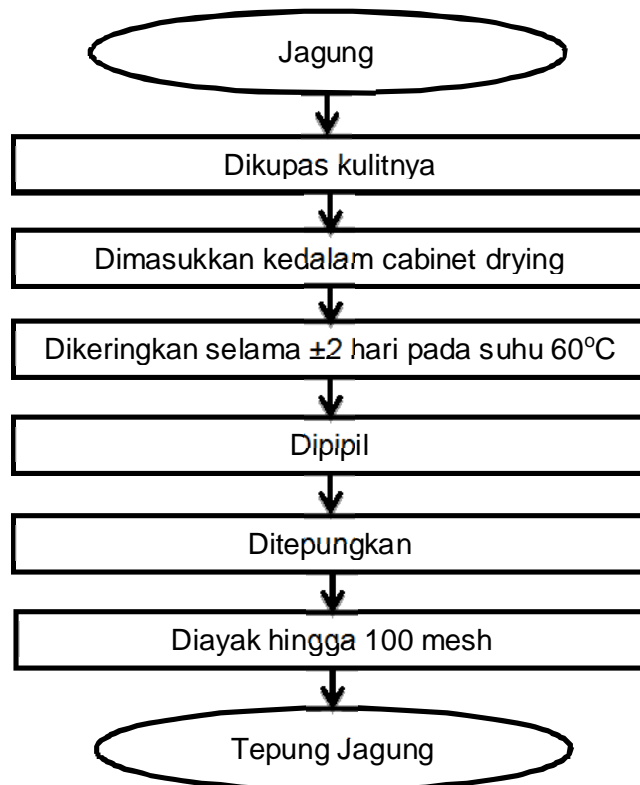 Jagung
Dikupas kulitnya
Dimasukkan kedalam cabinet drying
Dikeringkan selama ±2 hari pada suhu 60°C
Dipipil
Ditepungkan
Diayak hingga 100 mesh
Tepung Jagung